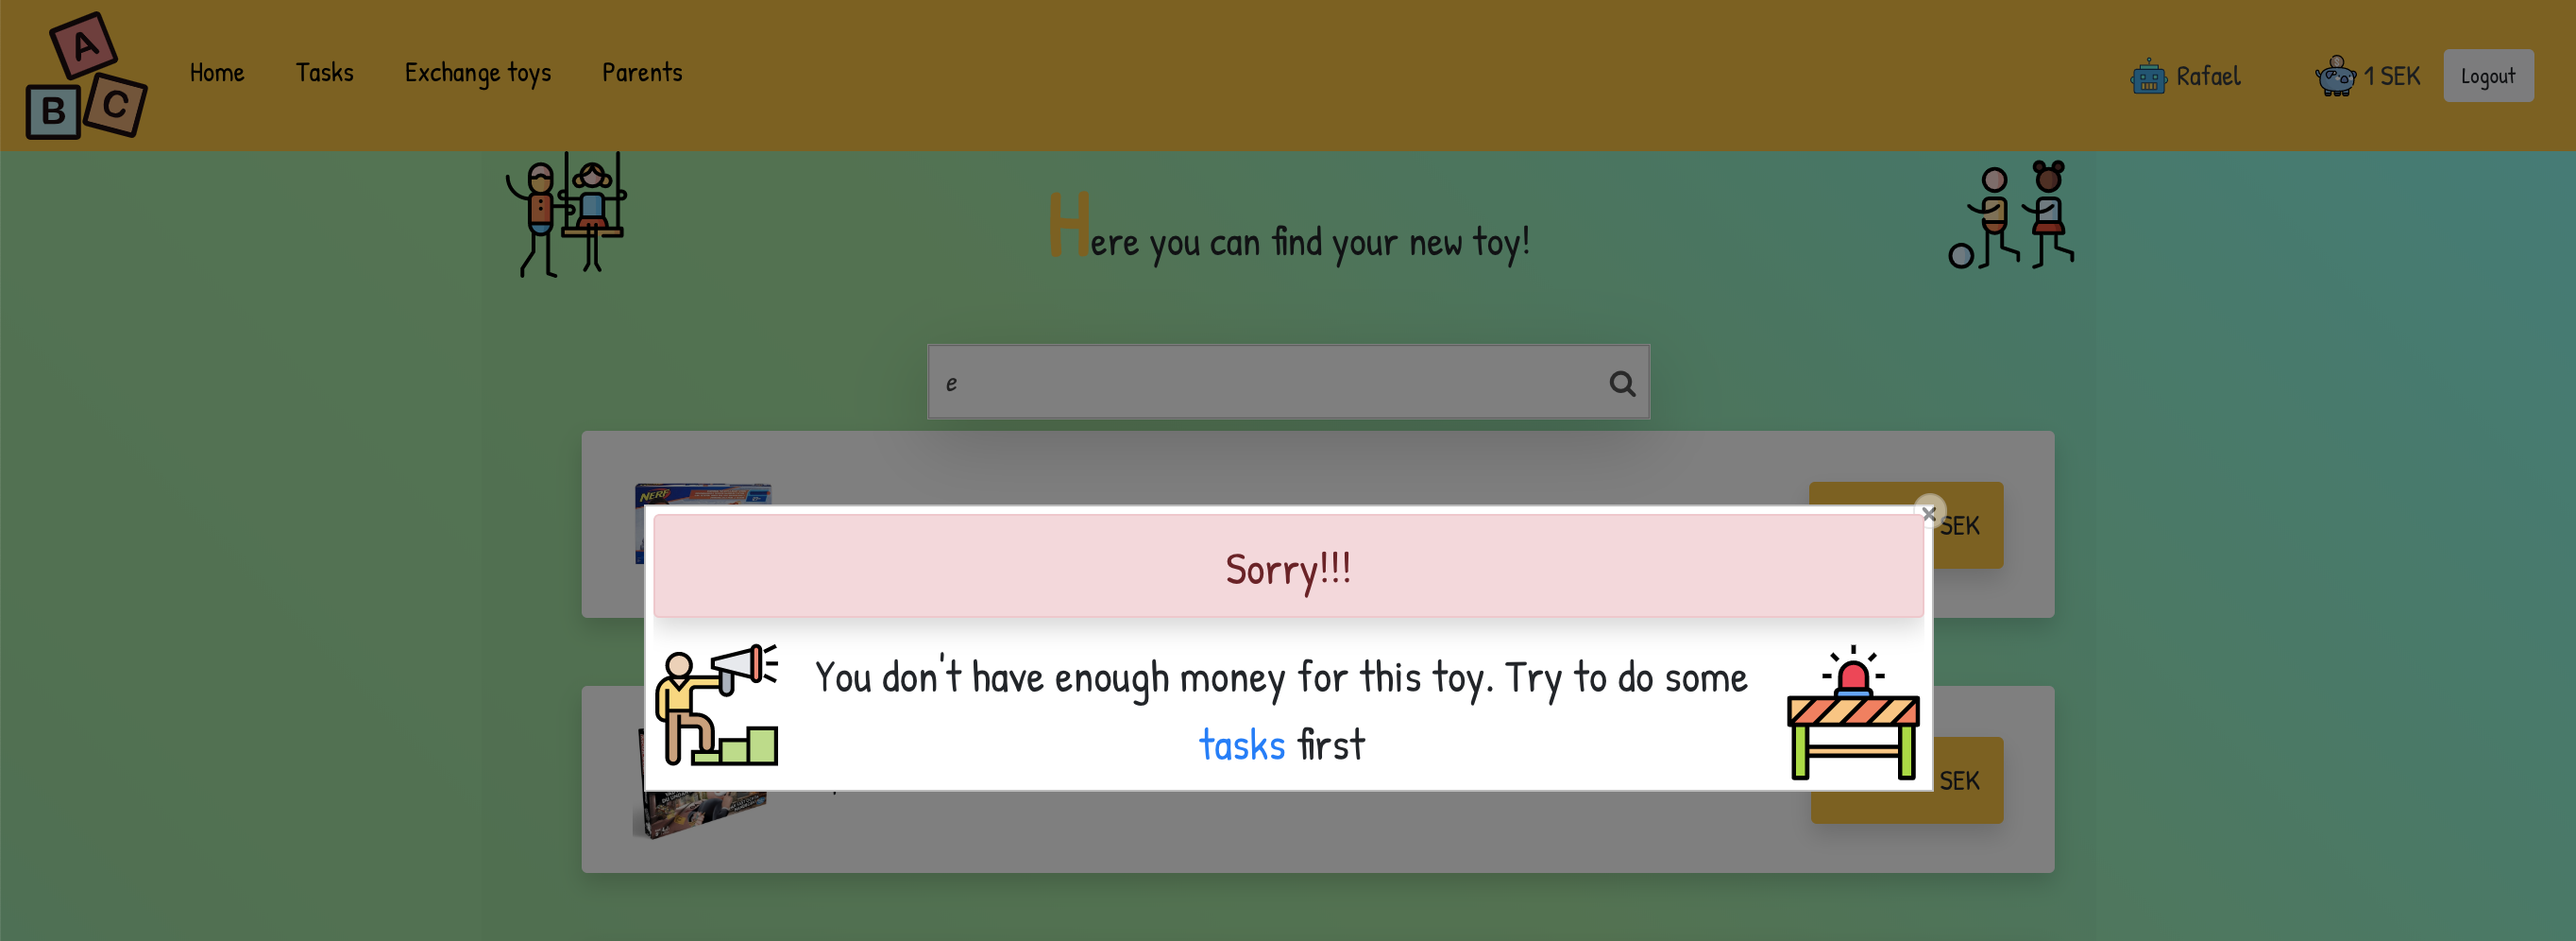 A
B
C
Home
Tasks
Exchange toys
Parents
Rafael
1 SEK
Logout
Here you can find your new toy!
e
NERF
SEK
Sorry!!!
You don't have enough money for this toy. Try to do some
tasks first
SEK